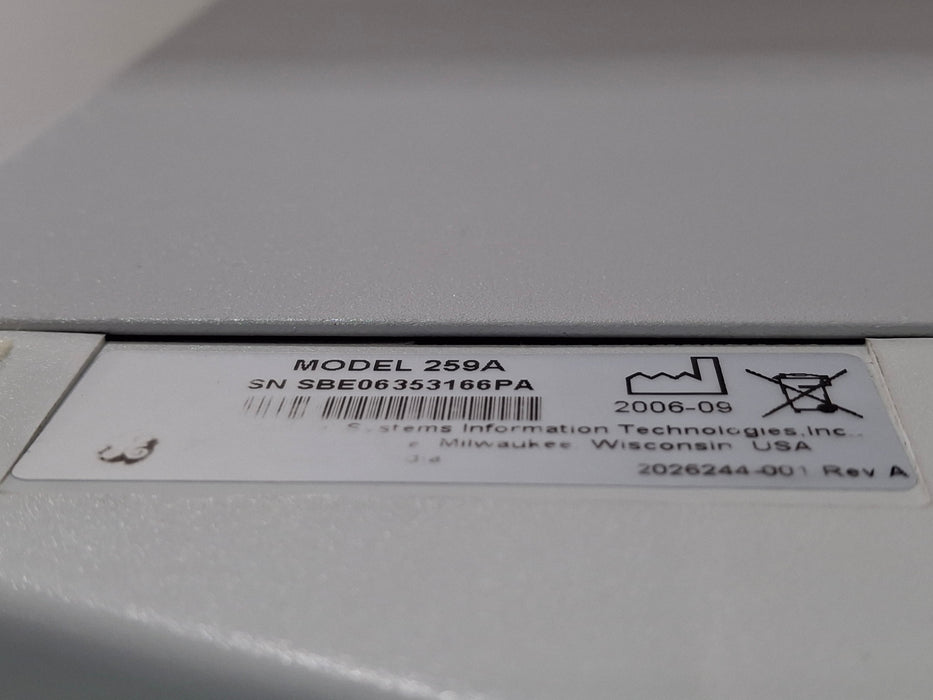 MODEL 259A
SN SBE06353166PA
2006-09
Systems Information Technologies, Inc.
Milwaukee Wisconsin USA
2026244-001 Rev A